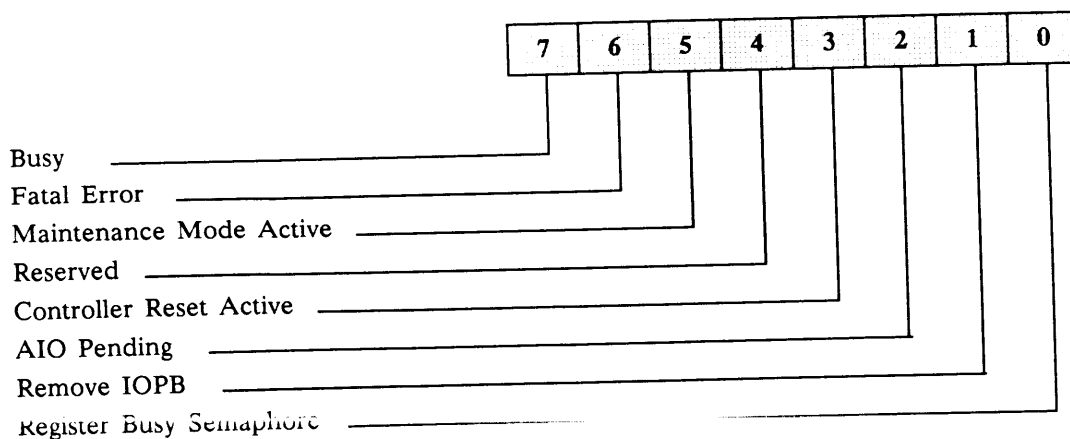 7 6 5 4 3 2 1 0
Busy
Fatal Error
Maintenance Mode Active
Reserved
Controller Reset Active
AIO Pending
Remove IOPB
Register Busy Semaphore